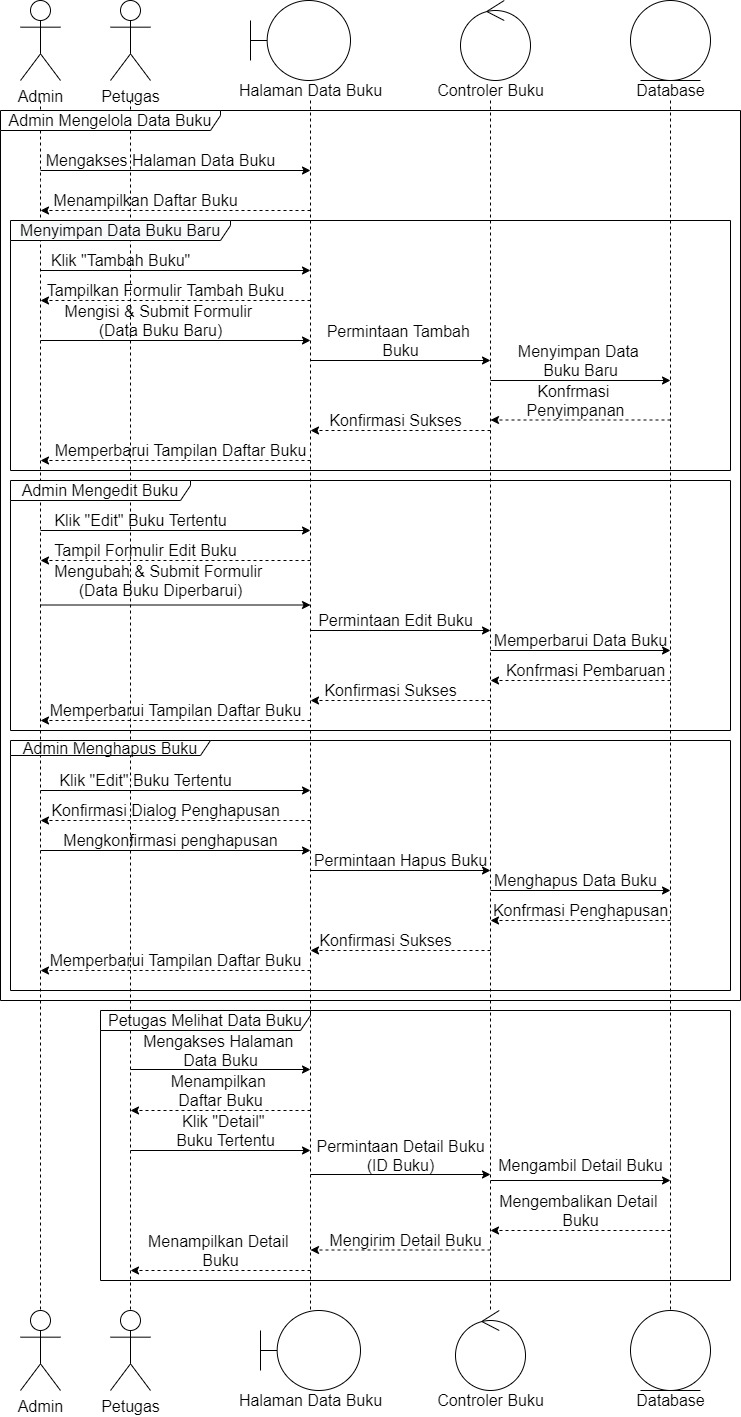 Admin
Petugas
Halaman Data Buku
Controler Buku
Database
Admin Mengelola Data Buku
Mengakses Halaman Data Buku
Menampilkan Daftar Buku
Menyimpan Data Buku Baru
Klik "Tambah Buku"
Tampilkan Formulir Tambah Buku
Mengisi & Submit Formulir
(Data Buku Baru)
Permintaan Tambah
Buku
Menyimpan Data
Buku Baru
Konfrmasi
Penyimpanan
Konfirmasi Sukses
Memperbarui Tampilan Daftar Buku
Admin Mengedit Buku
Klik "Edit" Buku Tertentu
Tampil Formulir Edit Buku
Mengubah & Submit Formulir
(Data Buku Diperbarui)
Permintaan Edit Buku
Memperbarui Data Buku
Konfrmasi Pembaruan
Konfirmasi Sukses
Memperbarui Tampilan Daftar Buku
Admin Menghapus Buku
Klik "Edit" Buku Tertentu
Konfirmasi Dialog Penghapusan
Mengkonfirmasi penghapusan
Permintaan Hapus Buku
Menghapus Data Buku
Konfrmasi Penghapusan
Konfirmasi Sukses
Memperbarui Tampilan Daftar Buku
Petugas Melihat Data Buku
Mengakses Halaman
Data Buku
Menampilkan
Daftar Buku
Klik "Detail"
Buku Tertentu
Permintaan Detail Buku
(ID Buku)
Mengambil Detail Buku
Mengembalikan Detail
Buku
Mengirim Detail Buku
Menampilkan Detail
Buku
Admin
Petugas
Halaman Data Buku
Controler Buku
Database